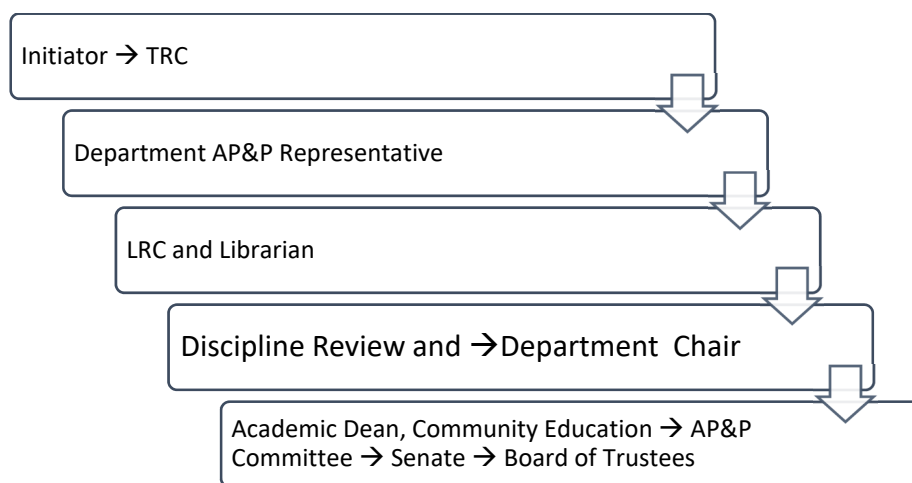 Initiator → TRC
Department AP&P Representative
LRC and Librarian
Discipline Review and →Department Chair
Academic Dean, Community Education → AP&P
Committee → Senate → Board of Trustees